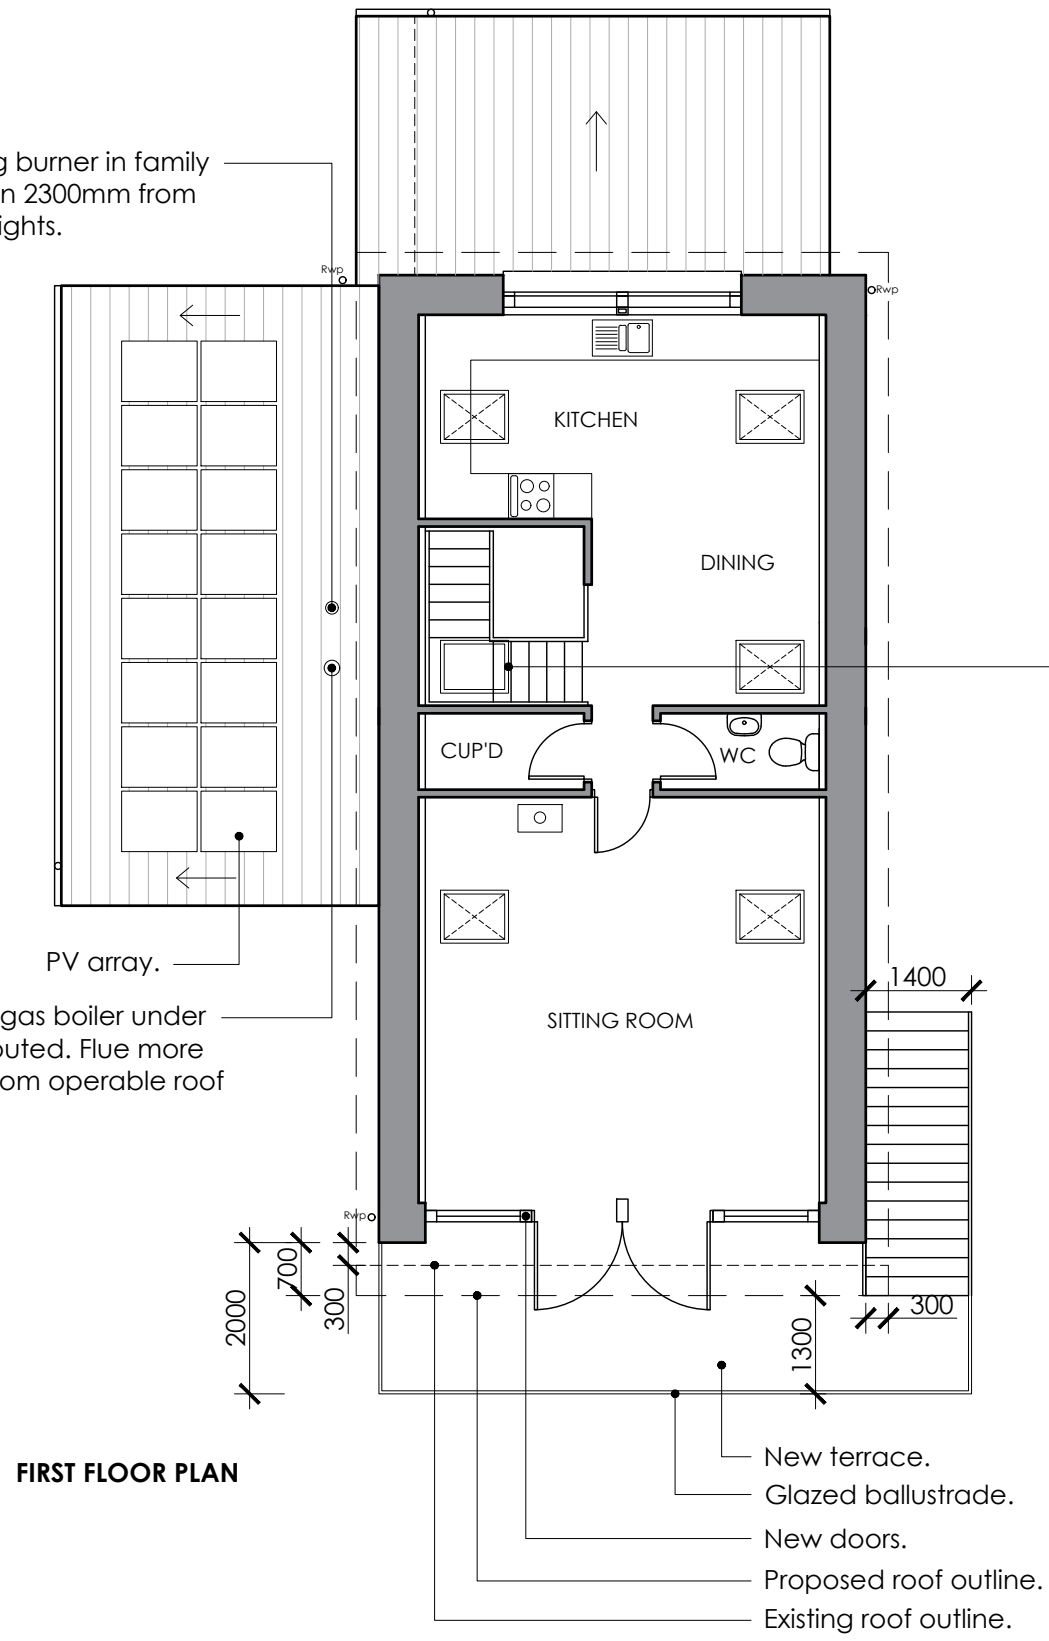 g burner in family
n 2300mm from
ights.
Rwp
Rwp
KITCHEN
DINING
CUP'D
WC
PV array.
1400
gas boiler under
outed. Flue more
om operable roof
SITTING ROOM
Rwp
2000
700
300
1300
300
FIRST FLOOR PLAN
New terrace.
Glazed ballustrade.
New doors.
Proposed roof outline.
Existing roof outline.